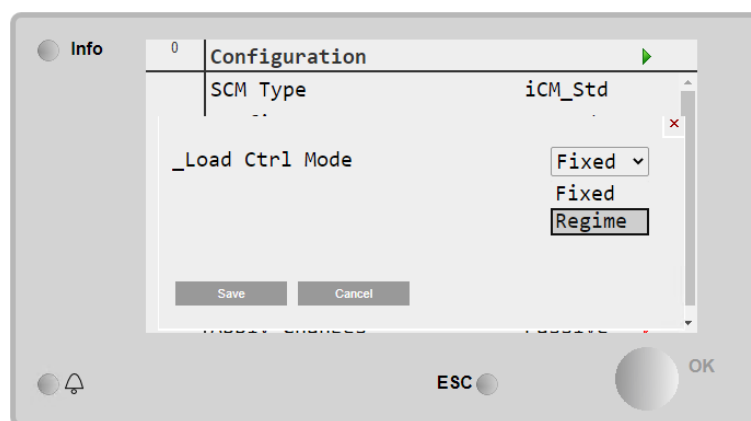 Info
0
Configuration
SCM Type iCM_Std
_Load Ctrl Mode Fixed
Fixed
Regime
Save Cancel
ESC
OK